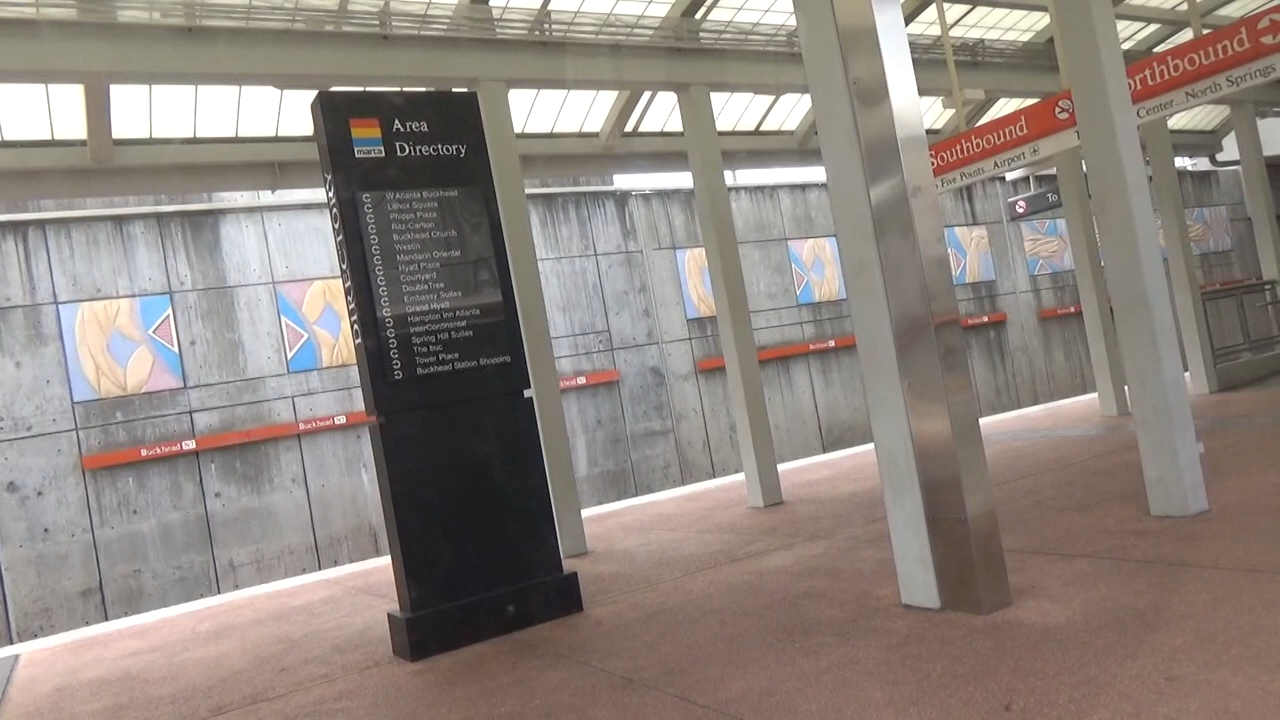 marta
Area
Directory
DIRECTORY
W Atlanta Buckhead
Lenox Square
Phipps Plaza
Ritz-Carlton
Buckhead Church
Westin
Mandarin Oriental
Hyatt Place
Courtyard
DoubleTree
Embassy Suites
Grand Hyatt
Hampton Inn Atlanta
InterContinental
Spring Hill Suites
The buc
Tower Place
Buckhead Station Shopping
Buckhead N7
Buckhead N7
Southbound
Five Points...Airport
orthbound
Center...North Springs
To